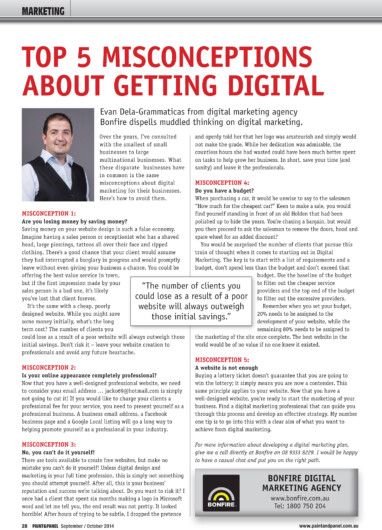 MARKETING
TOP 5 MISCONCEPTIONS
ABOUT GETTING DIGITAL
Evan Dela-Grammaticas from digital marketing agency
Bonfire dispells muddled thinking on digital marketing.
Over the years, I've consulted
with the smallest of small
businesses to large
multinational businesses. What
these disparate businesses have
in common is the same
misconceptions about digital
marketing for their businesses.
Here's how to avoid them.
MISCONCEPTION 1:
Are you losing money by saving money?
Saving money on your website design is such a false economy.
Imagine having a sales person or receptionist who has a shaved
head, large piercings, tattoos all over their face and ripped
clothing. There's a good chance that your client would assume
they had interrupted a burglary in progress and would promptly
leave without even giving your business a chance. You could be
offering the best value service in town,
but if the first impression made by your
sales person is a bad one, it's likely
you've lost that client forever.
It's the same with a cheap, poorly
designed website. While you might save
some money initially, what's the long
term cost? The number of clients you
could lose as a result of a poor website will always outweigh those
initial savings. Don't risk it – leave your website creation to
professionals and avoid any future heartache.
MISCONCEPTION 2:
Is your online appearance completely professional?
Now that you have a well-designed professional website, we need
to consider your email address ... jacko69@hotmail.com is simply
not going to cut it! If you would like to charge your clients a
professional fee for your service, you need to present yourself as a
professional business. A business email address, a Facebook
business page and a Google Local listing will go a long way to
helping promote yourself as a professional in your industry.
MISCONCEPTION 3:
No, you can't do it yourself!
There are tools available to create free websites, but make no
mistake you can't do it yourself! Unless digital design and
marketing is your full time profession, this is simply not something
you should attempt yourself. After all, this is your business'
reputation and success we're talking about. Do you want to risk it? I
once had a client that spent six months making a logo in Microsoft
word and let me tell you, the end result was not pretty. It looked
horrible! After hours of trying to be subtle, I dropped the pretence
and openly told her that her logo was amateurish and simply would
not make the grade. While her dedication was admirable, the
countless hours she had wasted could have been much better spent
on tasks to help grow her business. In short, save your time (and
sanity) and leave it the professionals.
MISCONCEPTION 4:
Do you have a budget?
When purchasing a car, it would be unwise to say to the salesmen
"How much for the cheapest car?" Keen to make a sale, you would
find yourself standing in front of an old Holden that had been
polished up to hide the years. You're chasing a bargain, but would
you then proceed to ask the salesman to remove the doors, hood and
spare wheel for an added discount?
You would be surprised the number of clients that pursue this
train of thought when it comes to starting out in Digital
Marketing. The key is to start with a list of requirements and a
budget, don't spend less than the budget and don't exceed that
budget. Use the baseline of the budget
to filter out the cheaper service
providers and the top end of the budget
to filter out the excessive providers.
Remember when you set your budget,
20% needs to be assigned to the
development of your website, while the
remaining 80% needs to be assigned to
the marketing of the site once complete. The best website in the
world would be of no value if no one knew it existed.
"The number of clients you
could lose as a result of a poor
website will always outweigh
those initial savings."
MISCONCEPTION 5:
A website is not enough
Buying a lottery ticket doesn't guarantee that you are going to
win the lottery; it simply means you are now a contender. This
same principle applies to your website. Now that you have a
well-designed website, you're ready to start the marketing of your
business. Find a digital marketing professional that can guide you
through this process and develop an effective strategy. My number
one tip is to go into this with a clear aim of what you want to
achieve from digital marketing.
For more information about developing a digital marketing plan,
give me a call directly at Bonfire on 08 9333 8219. I would be happy
to have a casual chat and put you on the right path.
BONFIRE
BONFIRE DIGITAL
MARKETING AGENCY
www.bonfire.com.au
Tel: 1800 750 204
20 PAINT&PANEL September / October 2014
www.paintandpanel.com.au